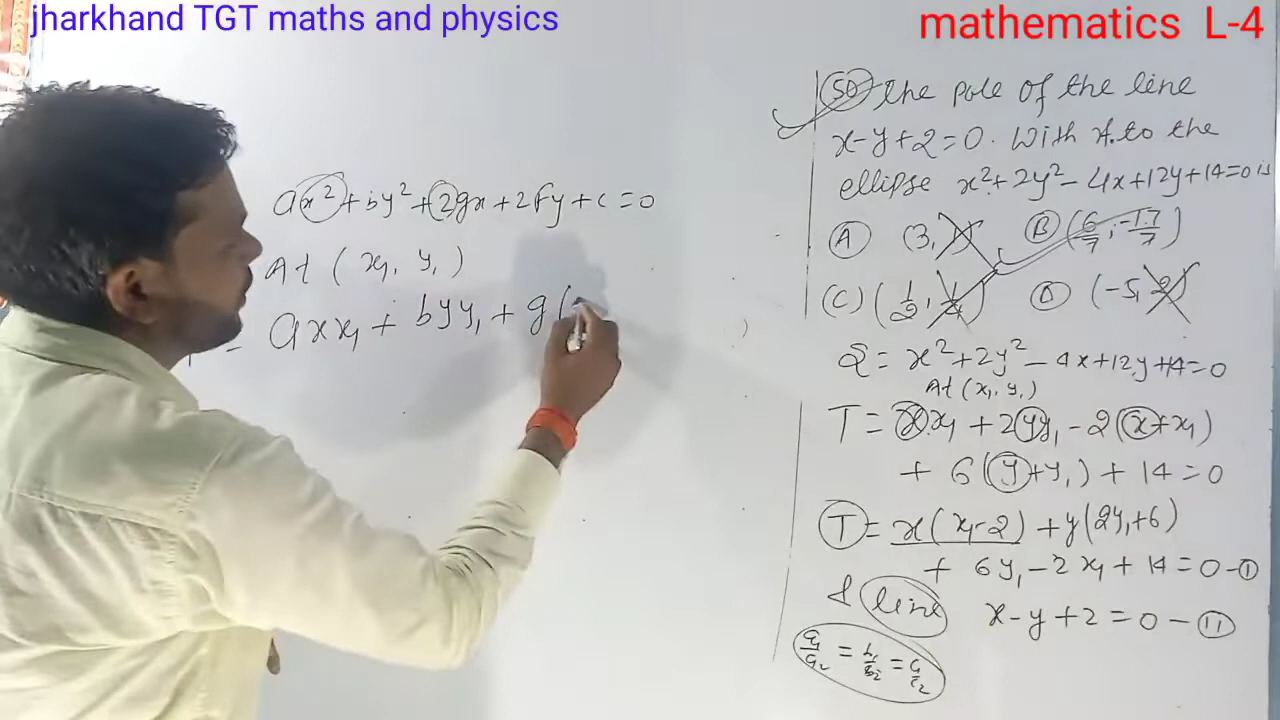 jharkhand TGT maths and physics
mathematics L-4
ax² + by² + 2gx + 2fy + c = 0
At (x₁, y₁)
= axx₁ + byy₁ + g(
(50) The pole of the line
x-y+2=0. With r. to the
ellipse x²+2y²-4x+12y+14=0 is
(A) (3, (B) (6/7, -17/7)
(C) (1/2, 1/4) (D) (-5, 2)
S = x²+2y²-4x+12y+14=0
At (x₁, y₁)
T = x.x₁ + 2yy₁ - 2(x+x₁)
+ 6(y+y₁) + 14 = 0
T = x(x₁-2) + y(2y₁+6)
+ 6y₁ - 2x₁ + 14 = 0 - (1)
& line x-y+2=0 - (11)
a₁/a₂ = b₁/b₂ = c₁/c₂